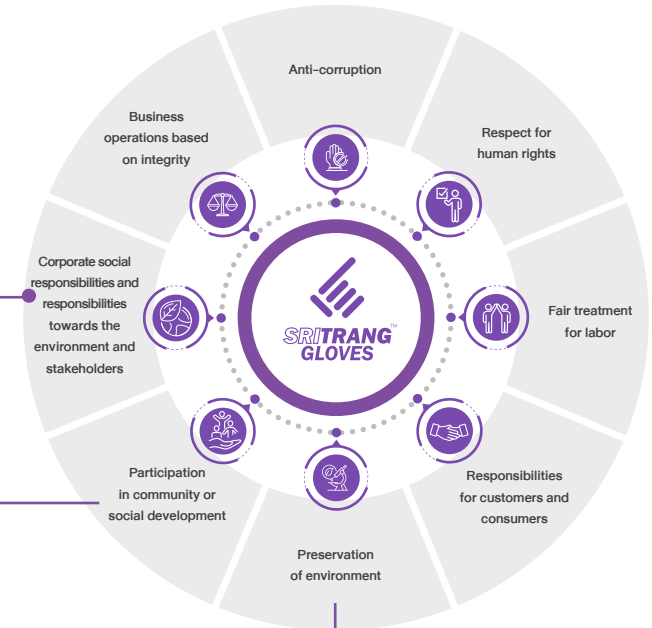 Anti-corruption
Respect for
human rights
Fair treatment
for labor
Responsibilities
for customers and
consumers
Preservation
of environment
Participation
in community or
social development
Corporate social
responsibilities and
responsibilities
towards the
environment and
stakeholders
Business
operations based
on integrity
SRITRANG™
GLOVES